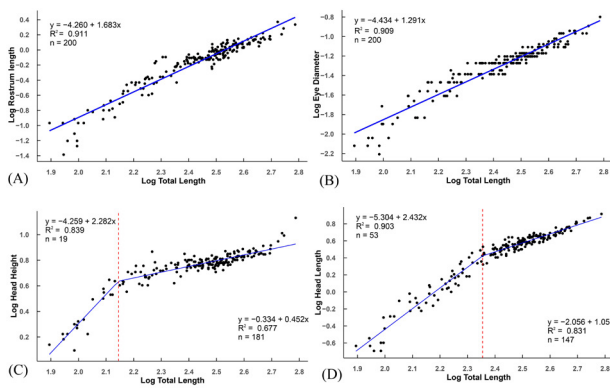 y = −4.260 + 1.683x
R² = 0.911
n = 200
Log Rostrum length
0.4
0.2
0.0
−0.2
−0.4
−0.6
−0.8
−1.0
−1.2
−1.4
1.9 2.0 2.1 2.2 2.3 2.4 2.5 2.6 2.7 2.8
Log Total Length
(A)
y = −4.434 + 1.291x
R² = 0.909
n = 200
Log Eye Diameter
−0.8
−1.0
−1.2
−1.4
−1.6
−1.8
−2.0
−2.2
1.9 2.0 2.1 2.2 2.3 2.4 2.5 2.6 2.7 2.8
Log Total Length
(B)
y = −4.259 + 2.282x
R² = 0.839
n = 19
Log Head Height
1.0
0.8
0.6
0.4
0.2
y = −0.334 + 0.452x
R² = 0.677
n = 181
1.9 2.0 2.1 2.2 2.3 2.4 2.5 2.6 2.7 2.8
Log Total Length
(C)
y = −5.304 + 2.432x
R² = 0.903
n = 53
Log Head Length
0.8
0.6
0.4
0.2
0.0
−0.2
−0.4
−0.6
y = −2.056 + 1.05
R² = 0.831
n = 147
1.9 2.0 2.1 2.2 2.3 2.4 2.5 2.6 2.7 2.8
Log Total Length
(D)